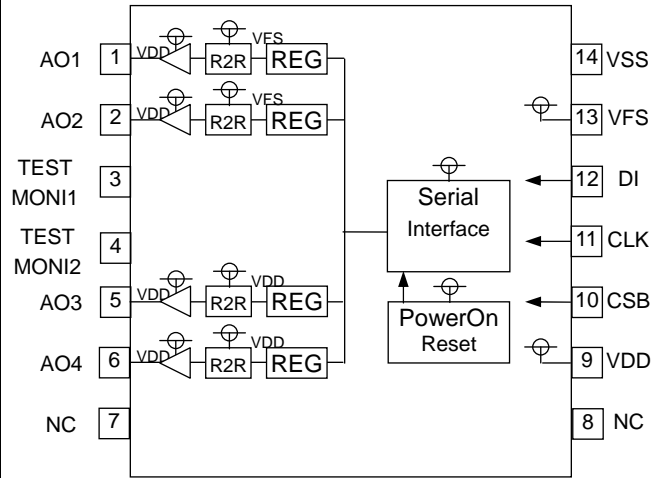 AO1 1 VDD R2R VFS REG 14 VSS
AO2 2 VDD R2R VFS REG 13 VFS
TEST
MONI1
3
12 DI
Serial
Interface
TEST
MONI2
4
11 CLK
AO3 5 VDD R2R VDD REG 10 CSB
PowerOn
Reset
AO4 6 VDD R2R VDD REG 9 VDD
NC 7 8 NC